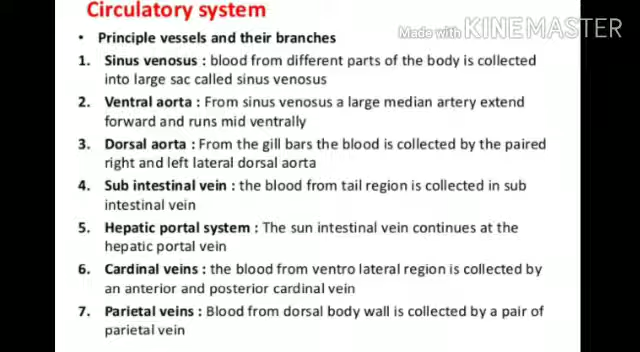 Circulatory system
Made with KINEMASTER
• Principle vessels and their branches
1. Sinus venosus : blood from different parts of the body is collected
into large sac called sinus venosus
2. Ventral aorta : From sinus venosus a large median artery extend
forward and runs mid ventrally
3. Dorsal aorta : From the gill bars the blood is collected by the paired
right and left lateral dorsal aorta
4. Sub intestinal vein : the blood from tail region is collected in sub
intestinal vein
5. Hepatic portal system : The sun intestinal vein continues at the
hepatic portal vein
6. Cardinal veins : the blood from ventro lateral region is collected by
an anterior and posterior cardinal vein
7. Parietal veins : Blood from dorsal body wall is collected by a pair of
parietal vein